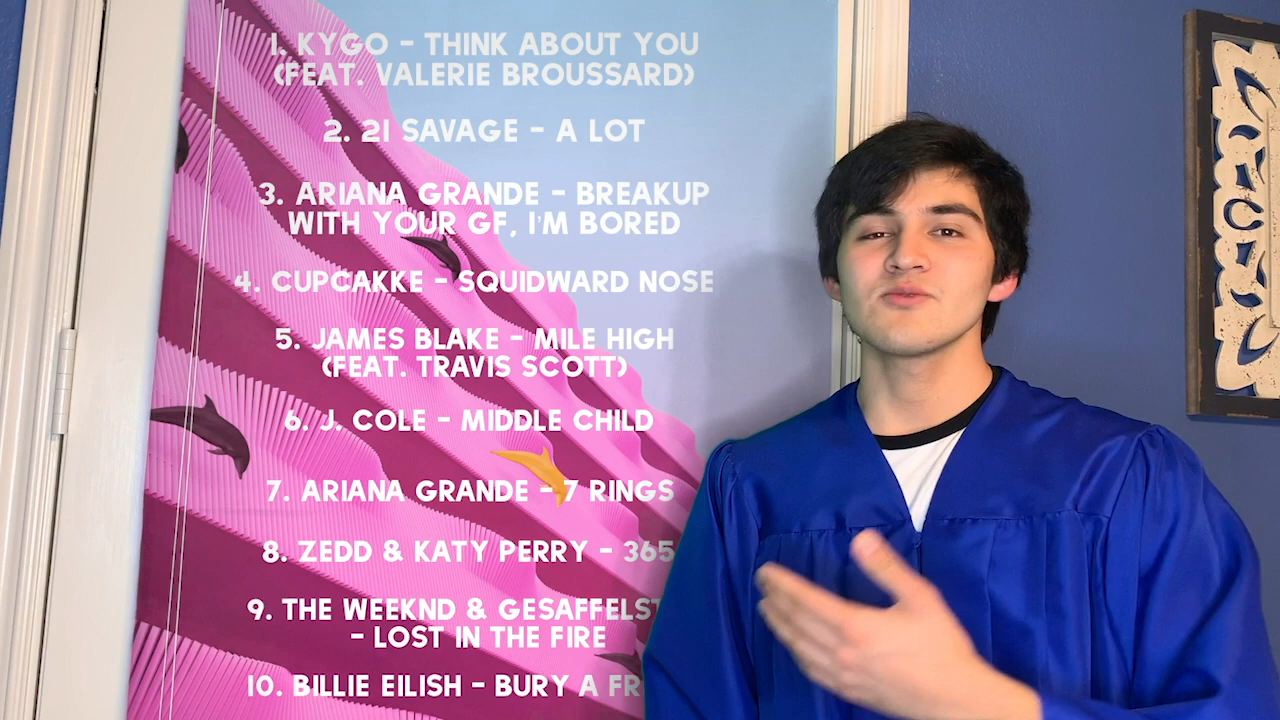 1. KYGO - THINK ABOUT YOU
(FEAT. VALERIE BROUSSARD)
2. 21 SAVAGE - A LOT
3. ARIANA GRANDE - BREAKUP
WITH YOUR GF, I'M BORED
4. CUPCAKKE - SQUIDWARD NOSE
5. JAMES BLAKE - MILE HIGH
(FEAT. TRAVIS SCOTT)
6. J. COLE - MIDDLE CHILD
7. ARIANA GRANDE - 7 RINGS
8. ZEDD & KATY PERRY - 365
9. THE WEEKND & GESAFFELST
- LOST IN THE FIRE
10. BILLIE EILISH - BURY A FR